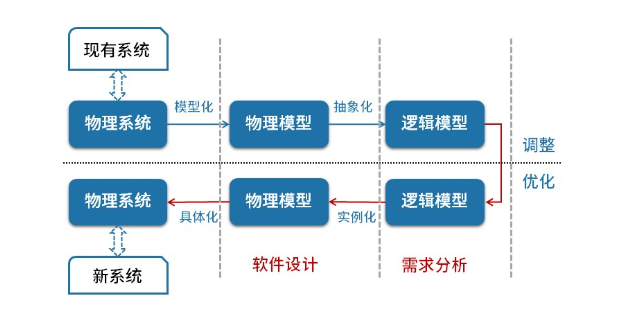 现有系统
物理系统
模型化
物理模型
抽象化
逻辑模型
调整
优化
物理系统
具体化
物理模型
实例化
逻辑模型
新系统
软件设计
需求分析